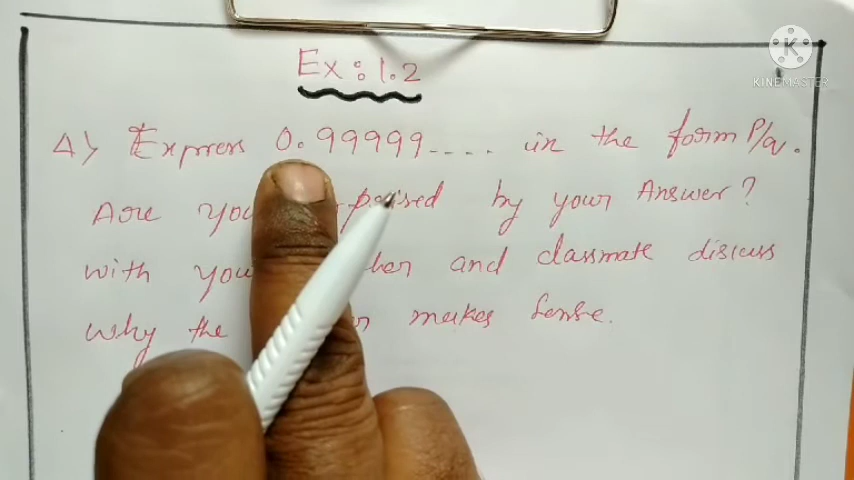 Ex: 1.2
4) Express 0.99999.... in the form P/q.
Are you by your Answer?
with and classmate discuss
why the makes sense.
K
KINEMASTER